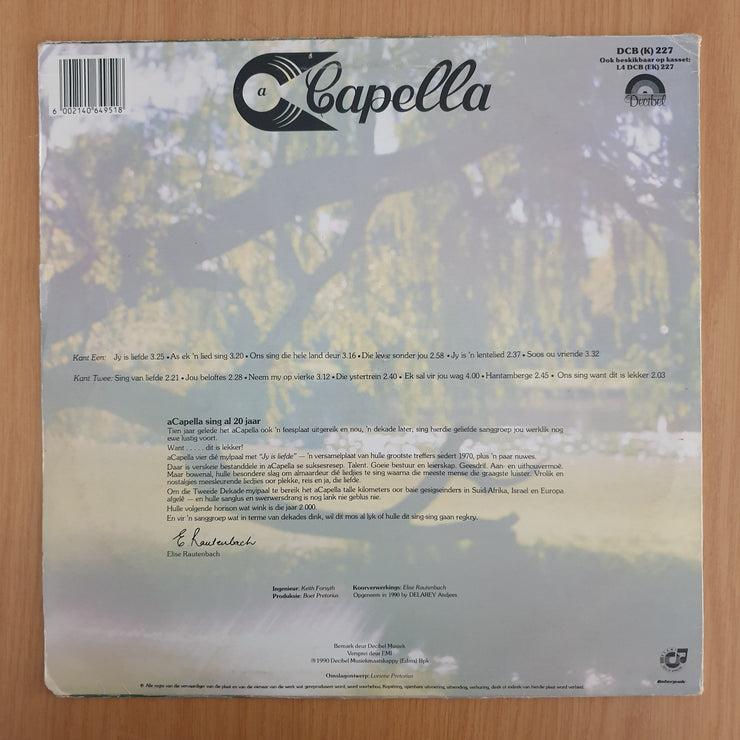 a Capella
DCB (K) 227
Ook beskikbaar op kasset:
L4 DCB (EK) 227
Decibel
6 002140 649518
Kant Een: Jy is liefde 3.25 • As ek 'n lied sing 3.20 • Ons sing die hele land deur 3.16 • Die lewe sonder jou 2.58 • Jy is 'n lentelied 2.37 • Soos ou vriende 3.32
Kant Twee: Sing van liefde 2.21 • Jou beloftes 2.28 • Neem my op vierke 3.12 • Die ystertrein 2.40 • Ek sal vir jou wag 4.00 • Hantamberge 2.45 • Ons sing want dit is lekker 2.03
aCapella sing al 20 jaar
Tien jaar gelede het aCapella ook 'n feesplaat uitgereik en nou, 'n dekade later, sing hierdie geliefde sanggroep jou werklik nog
ewe lustig voort.
Want . . . . . dit is lekker!
aCapella vier dié mylpaal met "Jy is liefde" — 'n versamelplaat van hulle grootste treffers sedert 1970, plus 'n paar nuwes.
Daar is verskeie bestanddele in aCapella se suksesresep. Talent. Goeie bestuur en leierskap. Geesdrif. Aan- en uithouvermoë.
Maar bowenal, hulle besondere slag om almaardeur dié liedjies te sing waarna die meeste mense die graagste luister. Vrolik en
nostalgies meesleurende liedjies oor plekke, reis en ja, die liefde.
Om die Tweede Dekade-mylpaal te bereik het aCapella talle kilometers oor baie gesigseinders in Suid-Afrika, Israel en Europa
afgelê — en hulle sanglus en swerwersdrang is nog lank nie geblus nie.
Hulle volgende horison wat wink is die jaar 2 000.
En vir 'n sanggroep wat in terme van dekades dink, wil dit mos al lyk of hulle dit sing-sing gaan regkry.
E Rautenbach
Elise Rautenbach
Ingenieur: Keith Forsyth
Produksie: Boet Pretorius
Koorverwerkings: Elise Rautenbach
Opgeneem in 1990 by DELAREY Ateljees
Bemark deur Decibel Musiek
Versprei deur EMI
℗ 1990 Decibel Musiekmaatskappy (Edms) Bpk
Omslagontwerp: Loriene Pretorius
Interpak